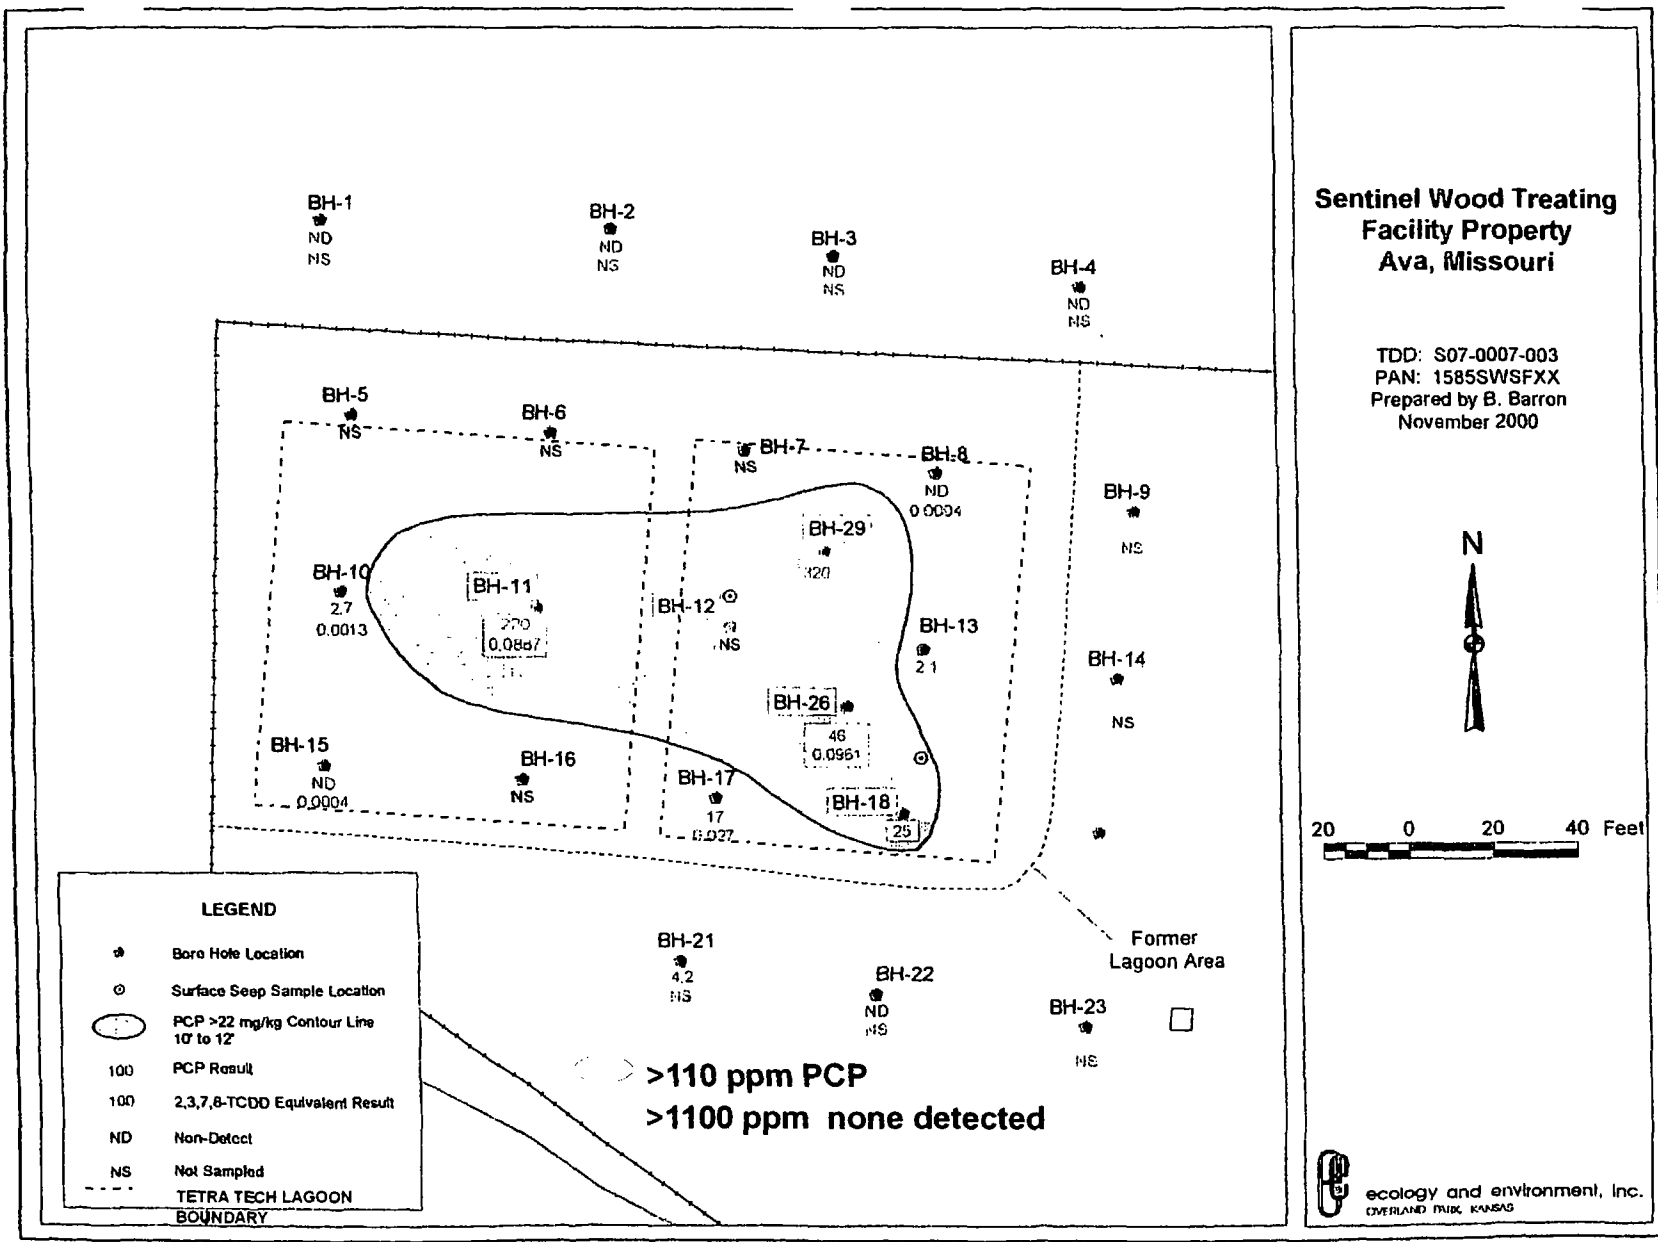 BH-1
ND
NS
BH-2
ND
NS
BH-3
ND
NS
BH-4
ND
NS
BH-5
NS
BH-6
NS
BH-7
NS
BH-8
ND
0.0004
BH-9
NS
BH-10
2.7
0.0013
BH-11
270
0.0887
BH-29
320
BH-12
NS
BH-13
2.1
BH-14
NS
BH-26
46
0.0961
BH-15
ND
0.0004
BH-16
NS
BH-17
17
0.027
BH-18
25
BH-21
4.2
NS
BH-22
ND
NS
BH-23
NS
Former
Lagoon Area
>110 ppm PCP
>1100 ppm none detected
LEGEND
Bore Hole Location
Surface Seep Sample Location
PCP >22 mg/kg Contour Line
10' to 12'
100 PCP Result
100 2,3,7,8-TCDD Equivalent Result
ND Non-Detect
NS Not Sampled
TETRA TECH LAGOON
BOUNDARY
Sentinel Wood Treating
Facility Property
Ava, Missouri
TDD: S07-0007-003
PAN: 1585SWSFXX
Prepared by B. Barron
November 2000
N
20 0 20 40 Feet
ecology and environment, Inc.
OVERLAND PARK, KANSAS